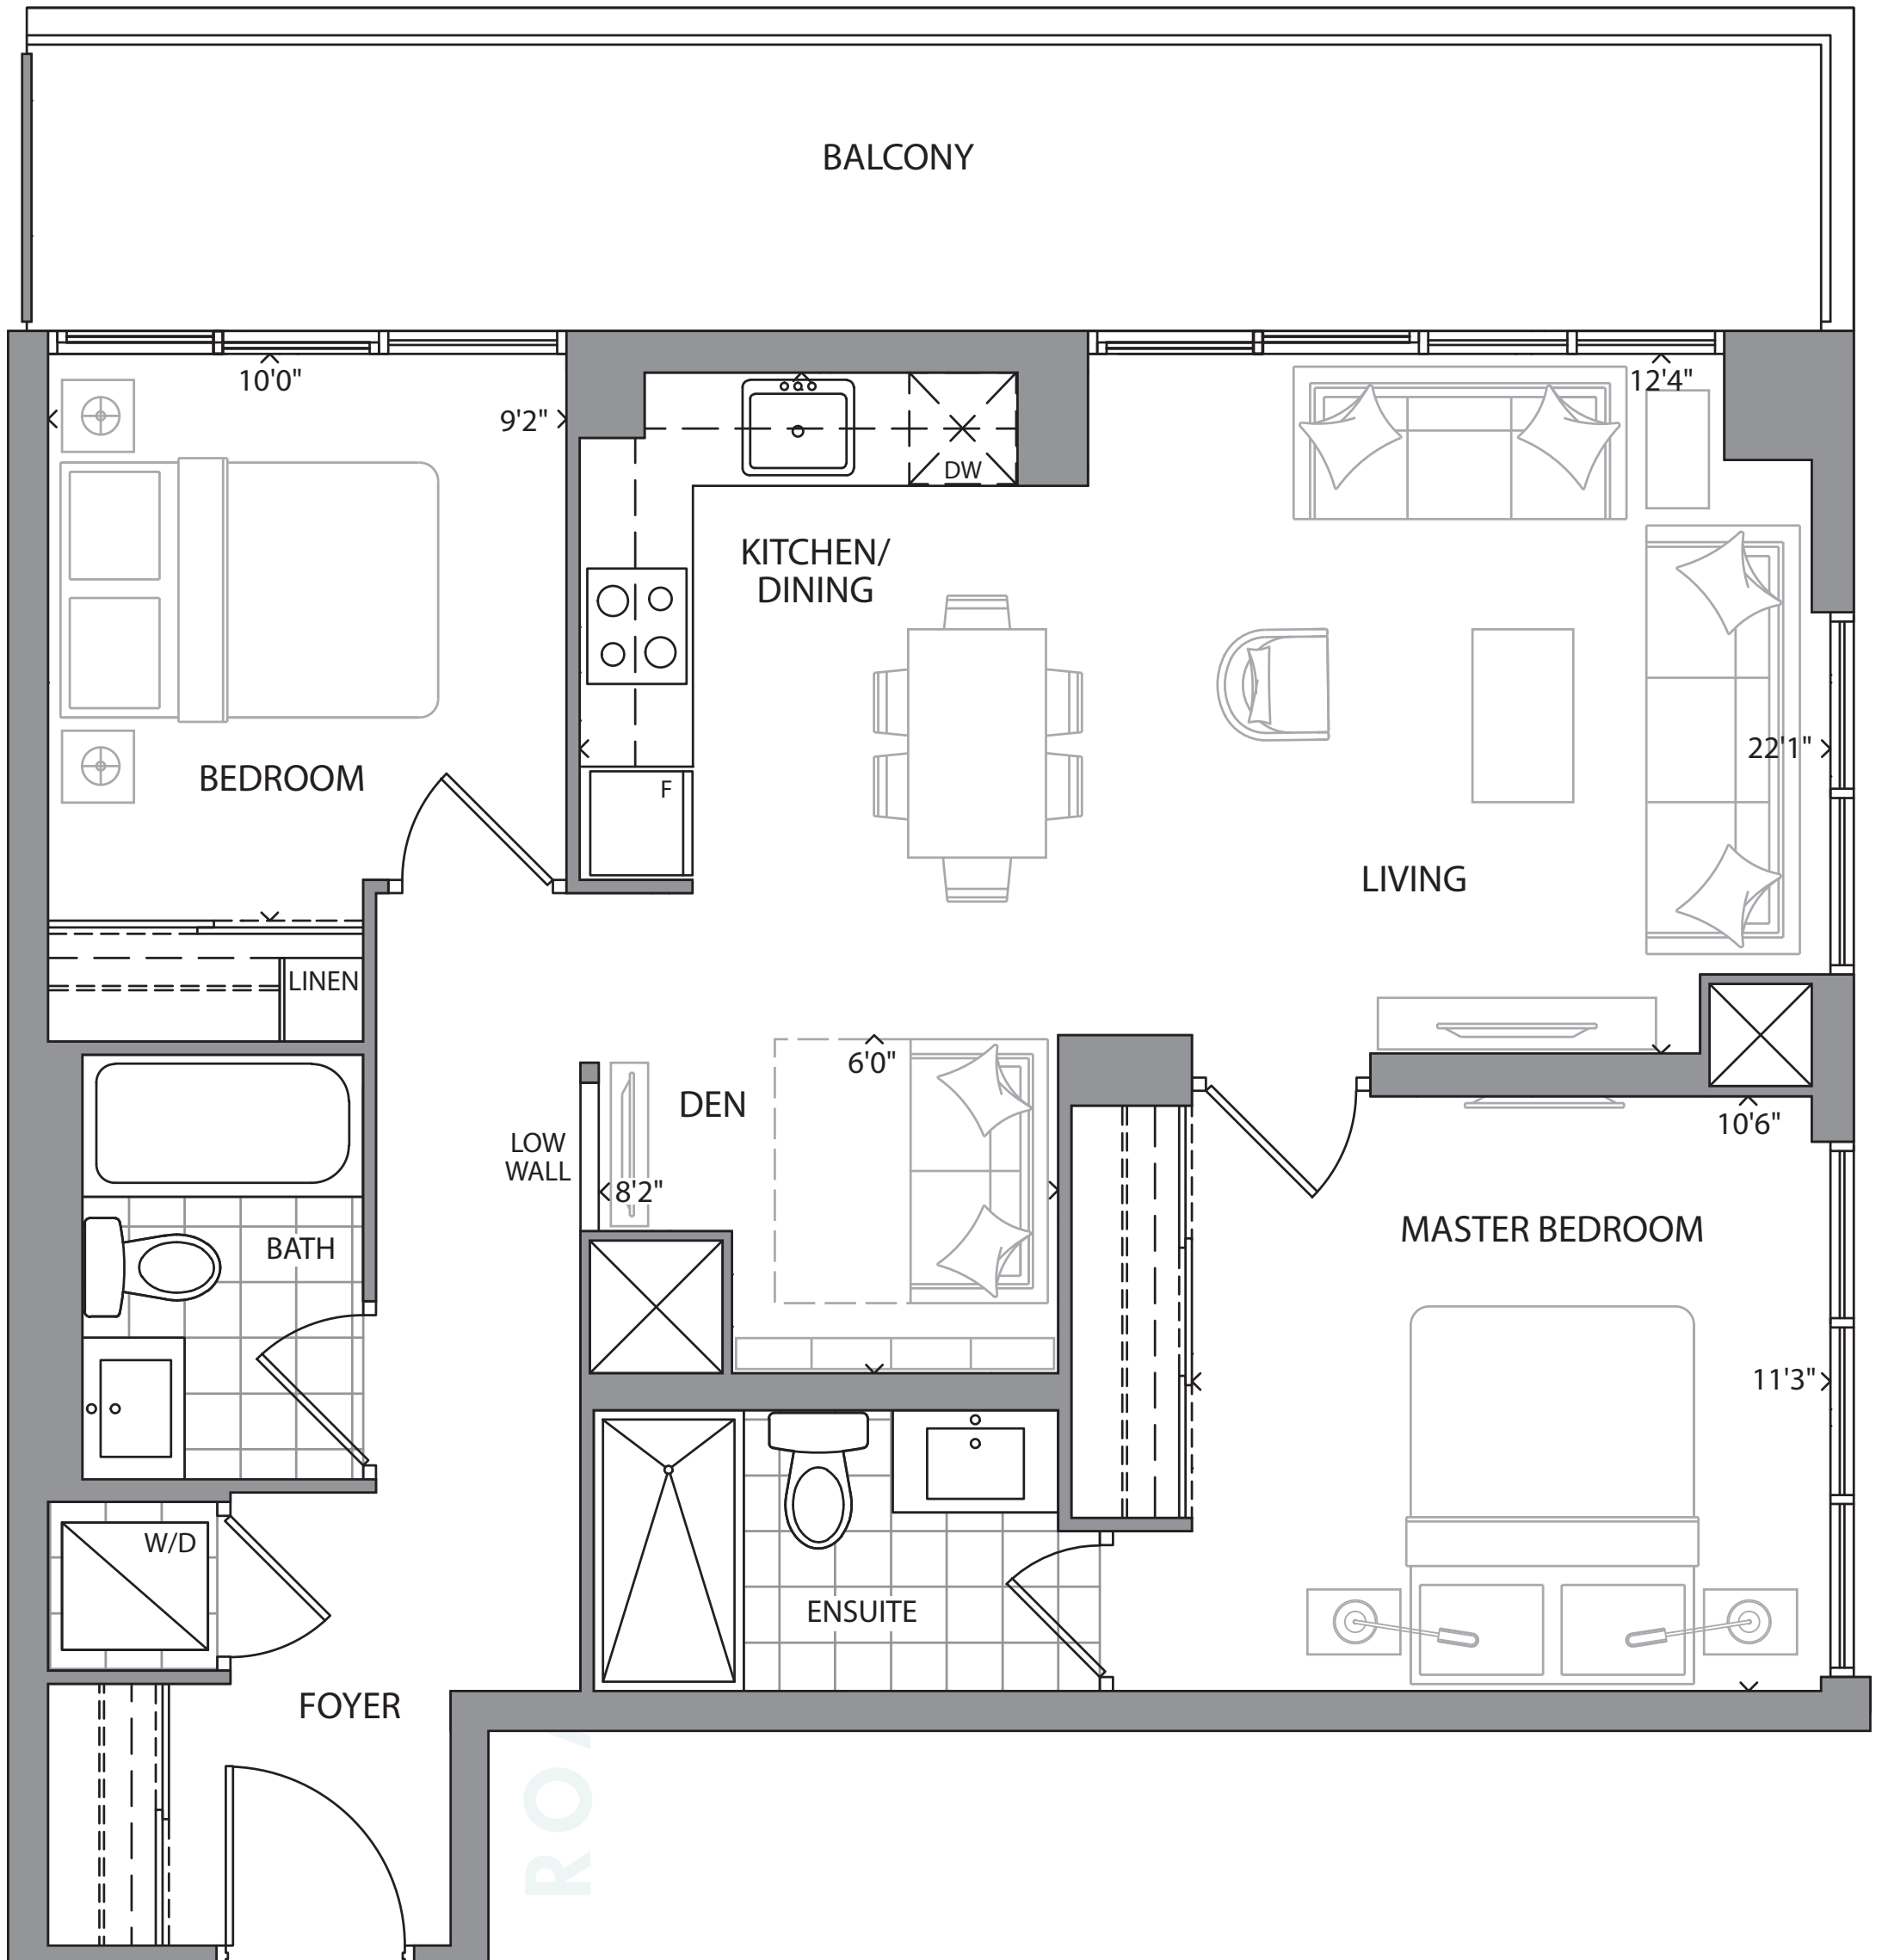 BALCONY
10'0"
9'2"
12'4"
DW
KITCHEN/
DINING
22'1"
BEDROOM
F
LIVING
LINEN
6'0"
DEN
10'6"
LOW
WALL
8'2"
MASTER BEDROOM
BATH
11'3"
W/D
ENSUITE
FOYER